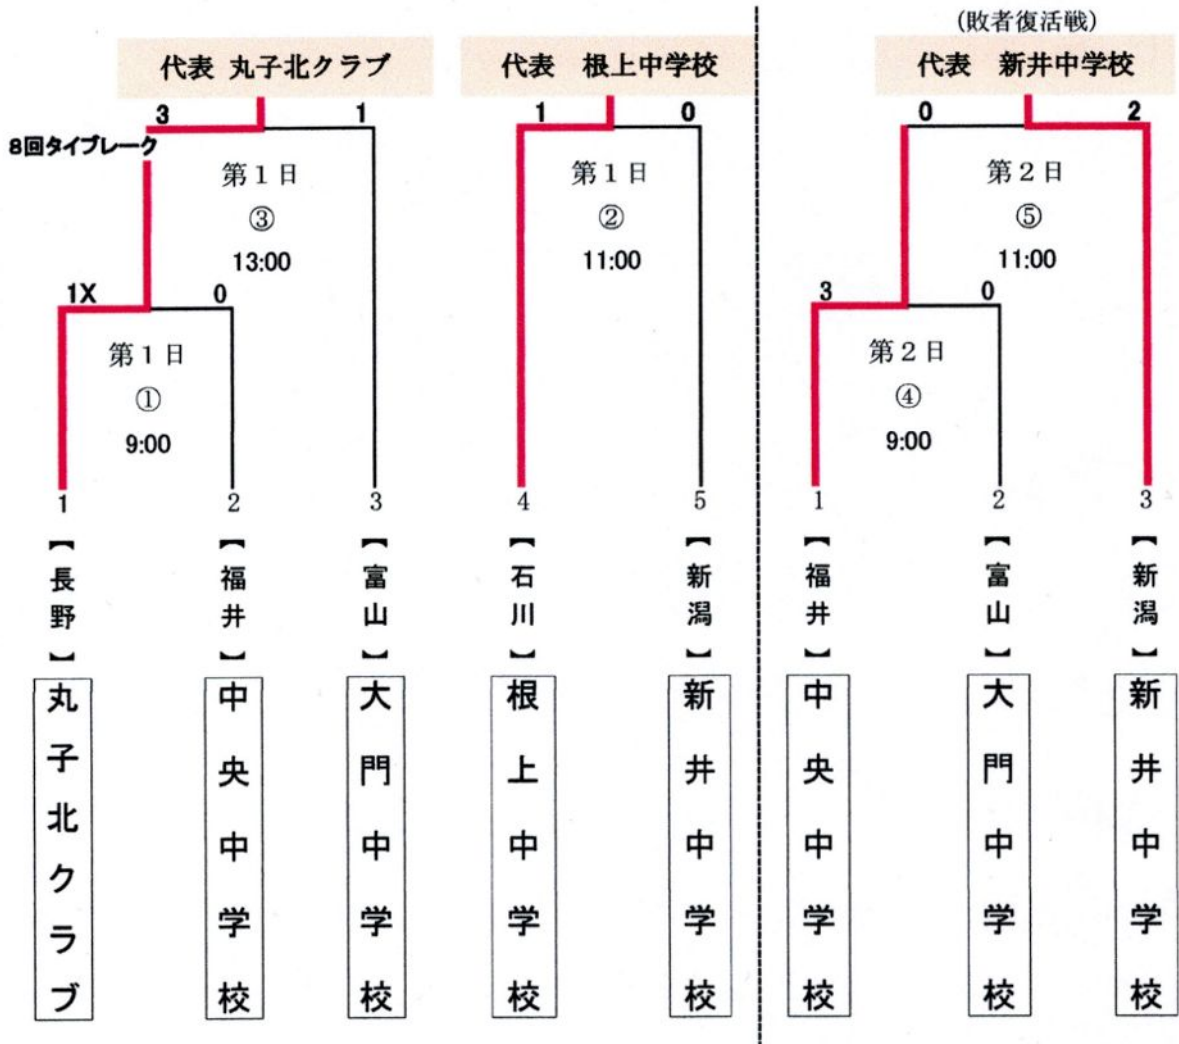 (敗者復活戦)
代表 丸子北クラブ
代表 根上中学校
代表 新井中学校
3
1
1
0
0
2
8回タイブレーク
第1日
③
13:00
第1日
②
11:00
第2日
⑤
11:00
1X
0
3
0
第1日
①
9:00
第2日
④
9:00
1
2
3
4
5
1
2
3
【長野】
【福井】
【富山】
【石川】
【新潟】
【福井】
【富山】
【新潟】
丸子北クラブ
中央中学校
大門中学校
根上中学校
新井中学校
中央中学校
大門中学校
新井中学校